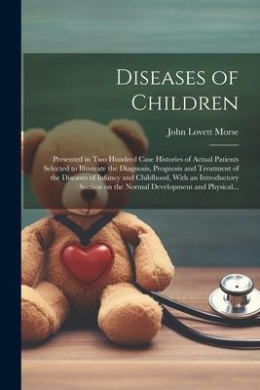 Diseases of
Children
John Lovett Morse
Presented in Two Hundred Case Histories of Actual Patients
Selected to Illustrate the Diagnosis, Prognosis and Treatment of
the Diseases of Infancy and Childhood, With an Introductory
Section on the Normal Development and Physical...